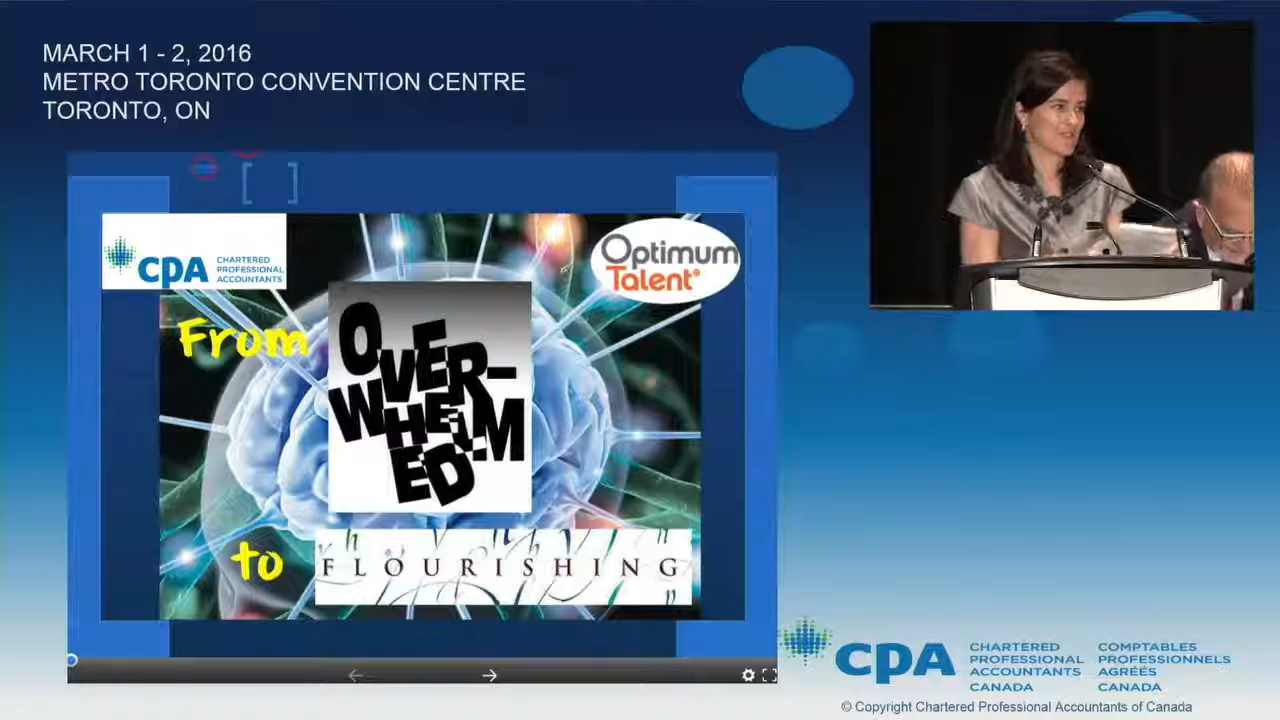 MARCH 1 - 2, 2016
METRO TORONTO CONVENTION CENTRE
TORONTO, ON
CPA
CHARTERED
PROFESSIONAL
ACCOUNTANTS
Optimum
Talent
From
OVER-
WHELM
ED
to
FLOURISHING
CPA
CHARTERED
PROFESSIONAL
ACCOUNTANTS
CANADA
COMPTABLES
PROFESSIONNELS
AGRÉÉS
CANADA
© Copyright Chartered Professional Accountants of Canada